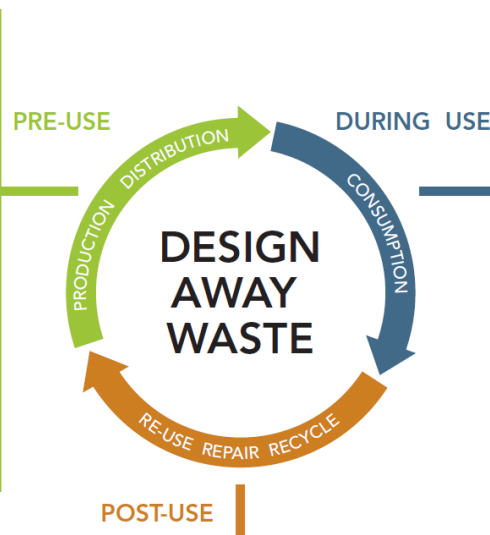 PRE-USE
DURING USE
PRODUCTION DISTRIBUTION
CONSUMPTION
DESIGN
AWAY
WASTE
RE-USE REPAIR RECYCLE
POST-USE